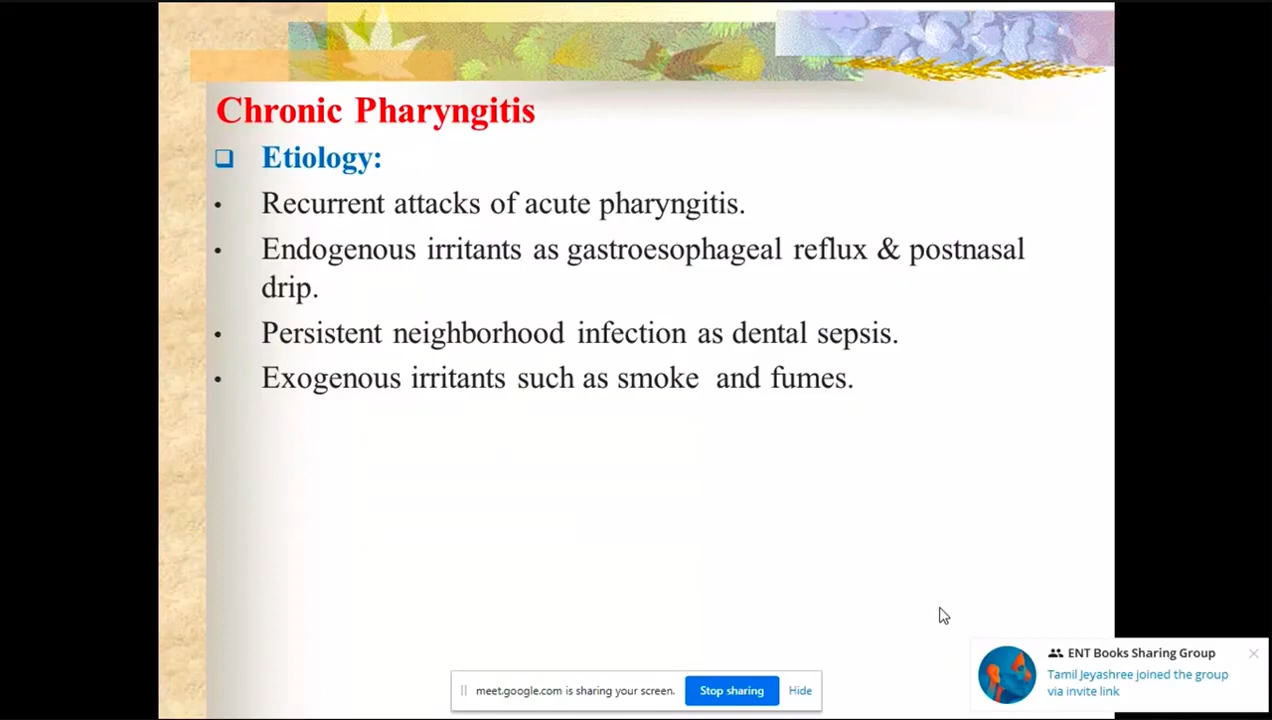 Chronic Pharyngitis
❑ Etiology:
• Recurrent attacks of acute pharyngitis.
• Endogenous irritants as gastroesophageal reflux & postnasal
drip.
• Persistent neighborhood infection as dental sepsis.
• Exogenous irritants such as smoke and fumes.
meet.google.com is sharing your screen. Stop sharing Hide
ENT Books Sharing Group
Tamil Jeyashree joined the group
via invite link